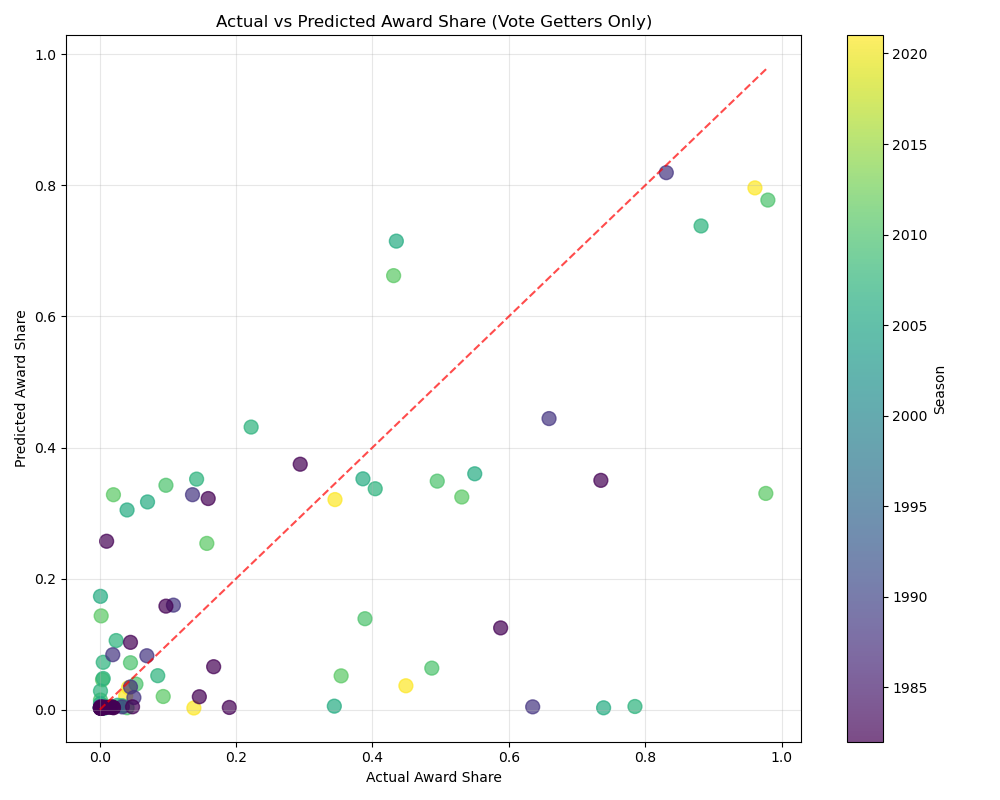 Actual vs Predicted Award Share (Vote Getters Only)
1.0
0.8
0.6
0.4
0.2
0.0
Predicted Award Share
0.0 0.2 0.4 0.6 0.8 1.0
Actual Award Share
2020
2015
2010
2005
2000
1995
1990
1985
Season